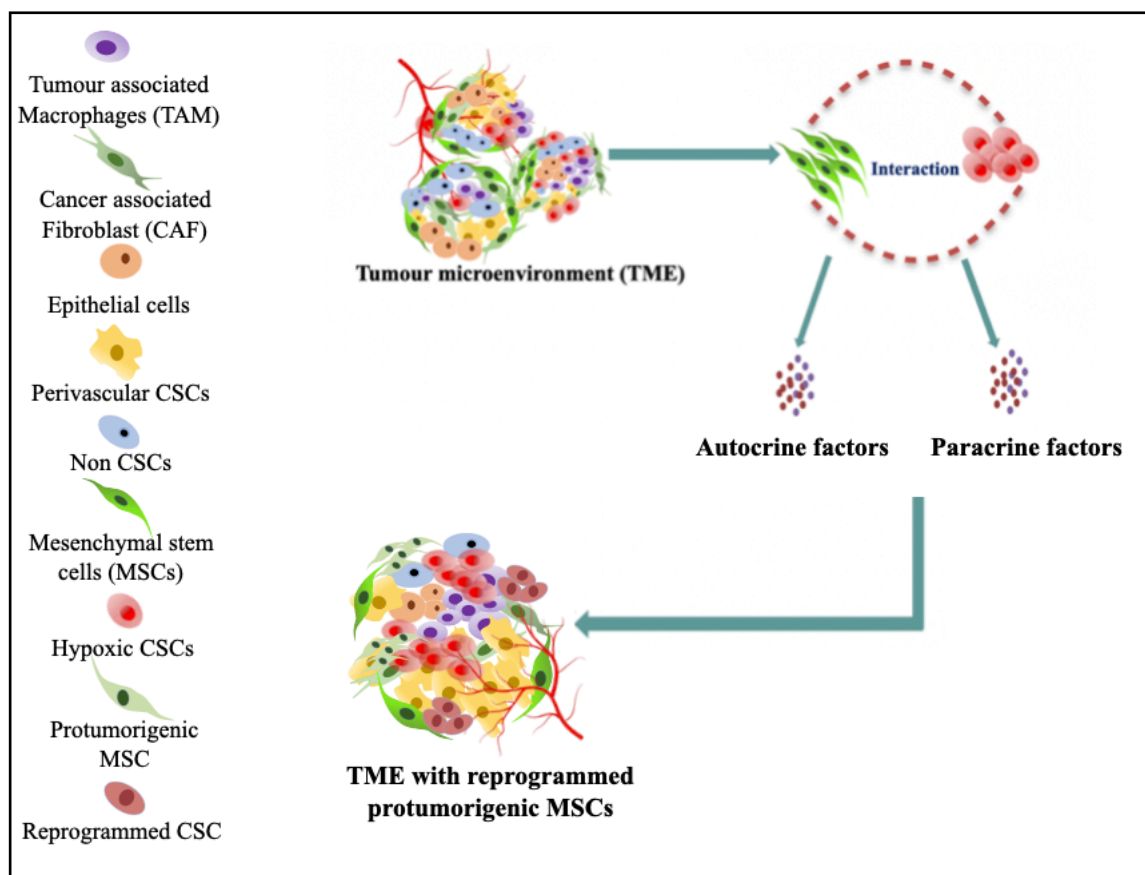 Tumour associated
Macrophages (TAM)
Cancer associated
Fibroblast (CAF)
Epithelial cells
Perivascular CSCs
Non CSCs
Mesenchymal stem
cells (MSCs)
Hypoxic CSCs
Protumorigenic
MSC
Reprogrammed CSC
Tumour microenvironment (TME)
Interaction
Autocrine factors
Paracrine factors
TME with reprogrammed
protumorigenic MSCs